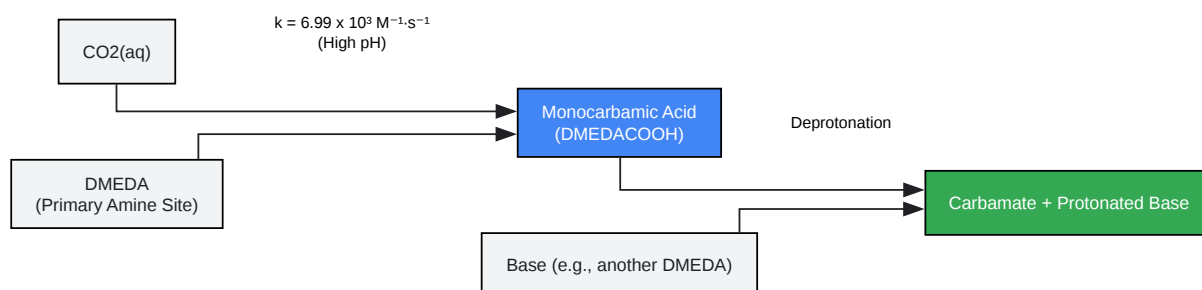 k = 6.99 x 10³ M⁻¹·s⁻¹
(High pH)
CO2(aq)
Monocarbamic Acid
(DMEDACOOH)
Deprotonation
DMEDA
(Primary Amine Site)
Carbamate + Protonated Base
Base (e.g., another DMEDA)